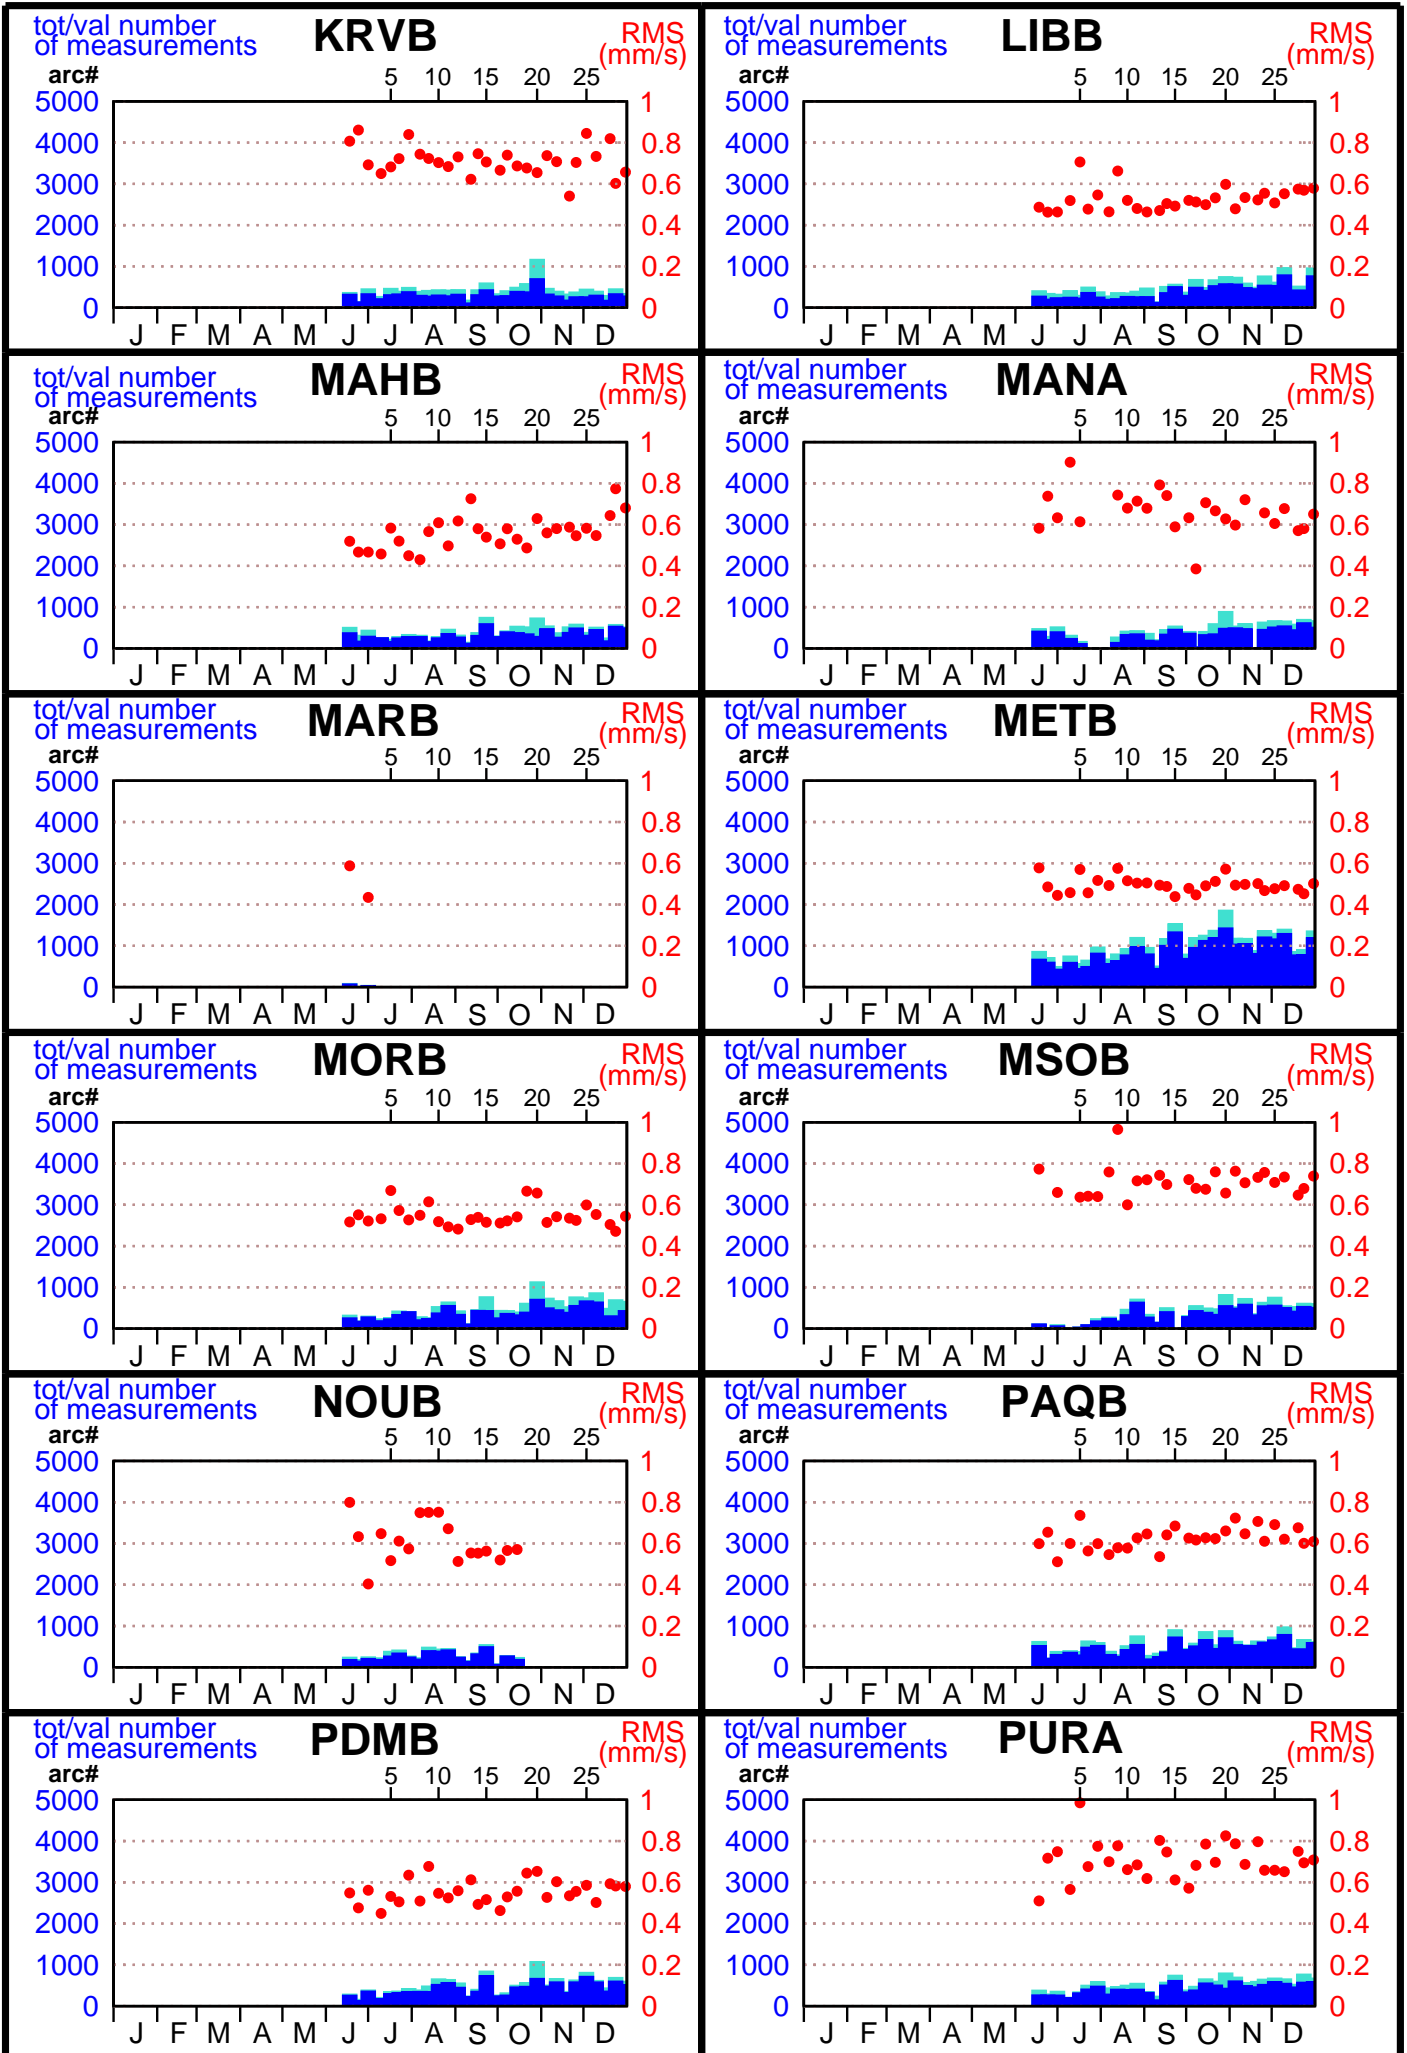 tot/val number KRVB RMS
of measurements (mm/s)
arc# 5 10 15 20 25
5000 1
4000 0.8
3000 0.6
2000 0.4
1000 0.2
0 0
J F M A M J J A S O N D
tot/val number LIBB RMS
of measurements (mm/s)
arc# 5 10 15 20 25
5000 1
4000 0.8
3000 0.6
2000 0.4
1000 0.2
0 0
J F M A M J J A S O N D
tot/val number MAHB RMS
of measurements (mm/s)
arc# 5 10 15 20 25
5000 1
4000 0.8
3000 0.6
2000 0.4
1000 0.2
0 0
J F M A M J J A S O N D
tot/val number MANA RMS
of measurements (mm/s)
arc# 5 10 15 20 25
5000 1
4000 0.8
3000 0.6
2000 0.4
1000 0.2
0 0
J F M A M J J A S O N D
tot/val number MARB RMS
of measurements (mm/s)
arc# 5 10 15 20 25
5000 1
4000 0.8
3000 0.6
2000 0.4
1000 0.2
0 0
J F M A M J J A S O N D
tot/val number METB RMS
of measurements (mm/s)
arc# 5 10 15 20 25
5000 1
4000 0.8
3000 0.6
2000 0.4
1000 0.2
0 0
J F M A M J J A S O N D
tot/val number MORB RMS
of measurements (mm/s)
arc# 5 10 15 20 25
5000 1
4000 0.8
3000 0.6
2000 0.4
1000 0.2
0 0
J F M A M J J A S O N D
tot/val number MSOB RMS
of measurements (mm/s)
arc# 5 10 15 20 25
5000 1
4000 0.8
3000 0.6
2000 0.4
1000 0.2
0 0
J F M A M J J A S O N D
tot/val number NOUB RMS
of measurements (mm/s)
arc# 5 10 15 20 25
5000 1
4000 0.8
3000 0.6
2000 0.4
1000 0.2
0 0
J F M A M J J A S O N D
tot/val number PAQB RMS
of measurements (mm/s)
arc# 5 10 15 20 25
5000 1
4000 0.8
3000 0.6
2000 0.4
1000 0.2
0 0
J F M A M J J A S O N D
tot/val number PDMB RMS
of measurements (mm/s)
arc# 5 10 15 20 25
5000 1
4000 0.8
3000 0.6
2000 0.4
1000 0.2
0 0
J F M A M J J A S O N D
tot/val number PURA RMS
of measurements (mm/s)
arc# 5 10 15 20 25
5000 1
4000 0.8
3000 0.6
2000 0.4
1000 0.2
0 0
J F M A M J J A S O N D